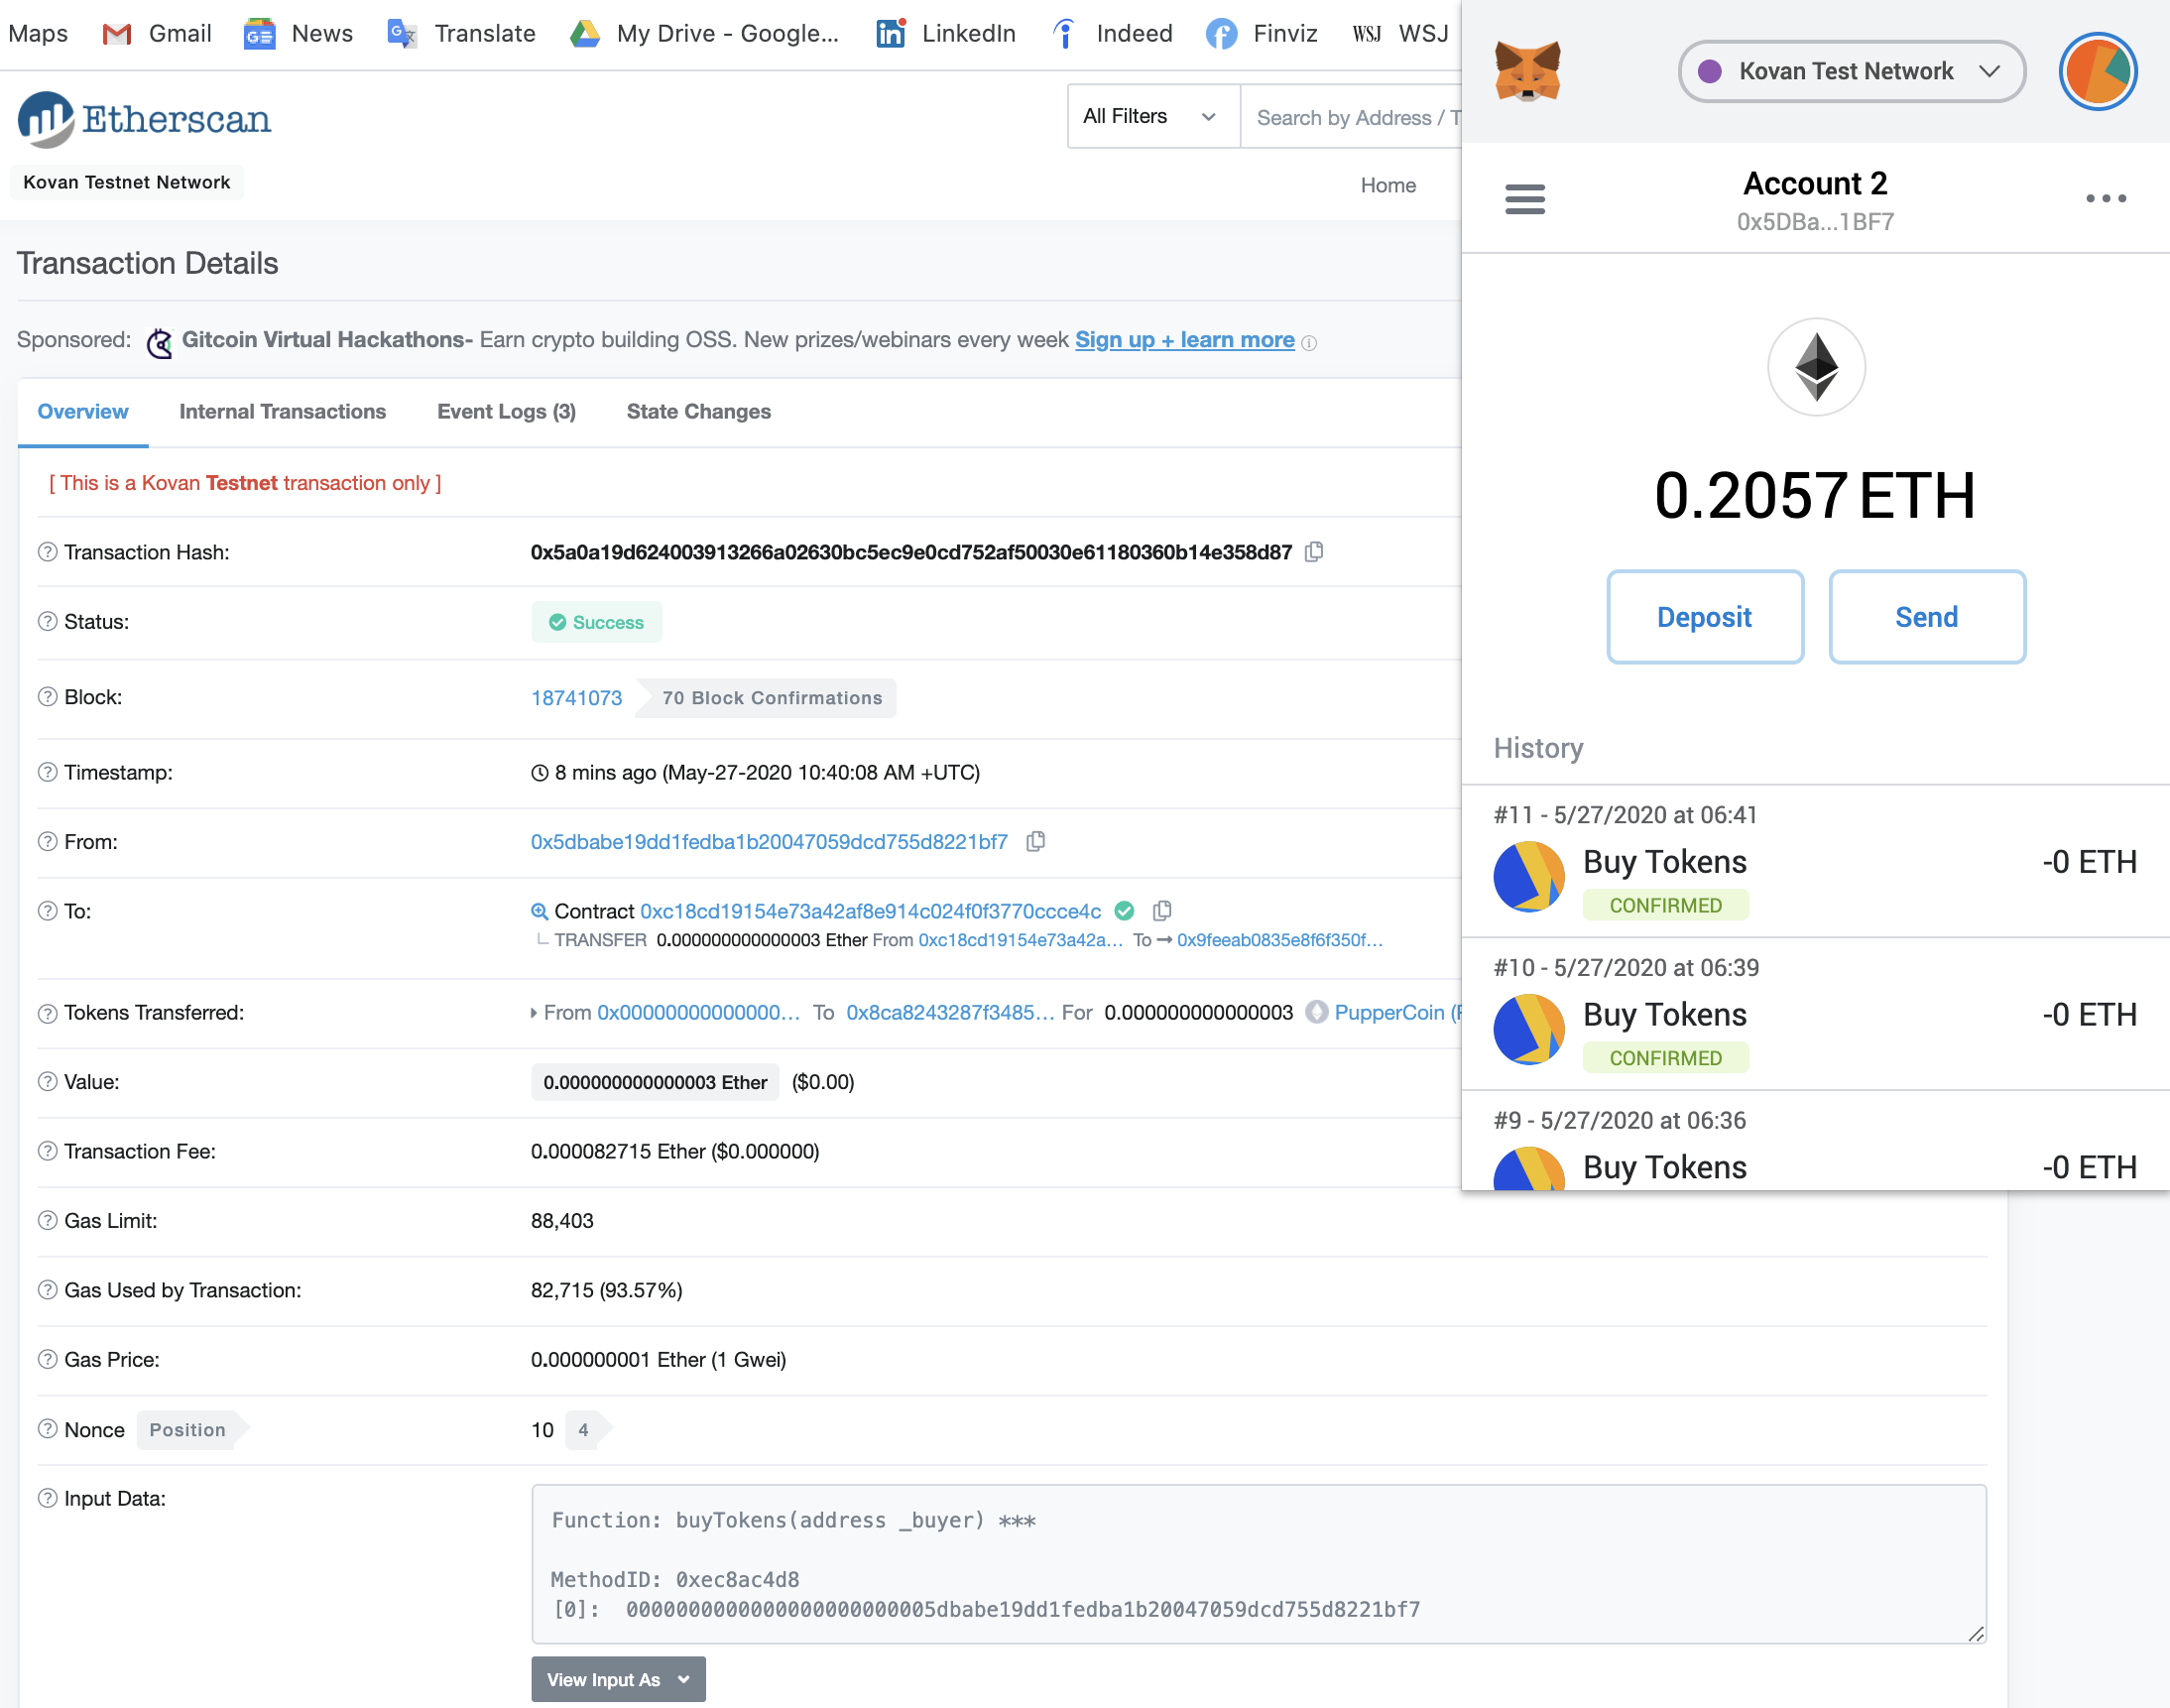 Maps Gmail News Translate My Drive - Google... LinkedIn Indeed Finviz WSJ WSJ
Etherscan
All Filters Search by Address / T
Kovan Testnet Network
Home
Transaction Details
Sponsored: Gitcoin Virtual Hackathons- Earn crypto building OSS. New prizes/webinars every week Sign up + learn more
Overview Internal Transactions Event Logs (3) State Changes
[ This is a Kovan Testnet transaction only ]
Transaction Hash: 0x5a0a19d624003913266a02630bc5ec9e0cd752af50030e61180360b14e358d87
Status: Success
Block: 18741073 70 Block Confirmations
Timestamp: 8 mins ago (May-27-2020 10:40:08 AM +UTC)
From: 0x5dbabe19dd1fedba1b20047059dcd755d8221bf7
To: Contract 0xc18cd19154e73a42af8e914c024f0f3770ccce4c
TRANSFER 0.000000000000003 Ether From 0xc18cd19154e73a42a... To 0x9feeab0835e8f6f350f...
Tokens Transferred: From 0x00000000000000... To 0x8ca8243287f3485... For 0.000000000000003 PupperCoin (
Value: 0.000000000000003 Ether ($0.00)
Transaction Fee: 0.000082715 Ether ($0.000000)
Gas Limit: 88,403
Gas Used by Transaction: 82,715 (93.57%)
Gas Price: 0.000000001 Ether (1 Gwei)
Nonce Position 10 4
Input Data:
Function: buyTokens(address _buyer) ***
MethodID: 0xec8ac4d8
[0]: 0000000000000000000000005dbabe19dd1fedba1b20047059dcd755d8221bf7
View Input As
Kovan Test Network
Account 2
0x5DBa...1BF7
0.2057 ETH
Deposit Send
History
#11 - 5/27/2020 at 06:41
Buy Tokens -0 ETH
CONFIRMED
#10 - 5/27/2020 at 06:39
Buy Tokens -0 ETH
CONFIRMED
#9 - 5/27/2020 at 06:36
Buy Tokens -0 ETH